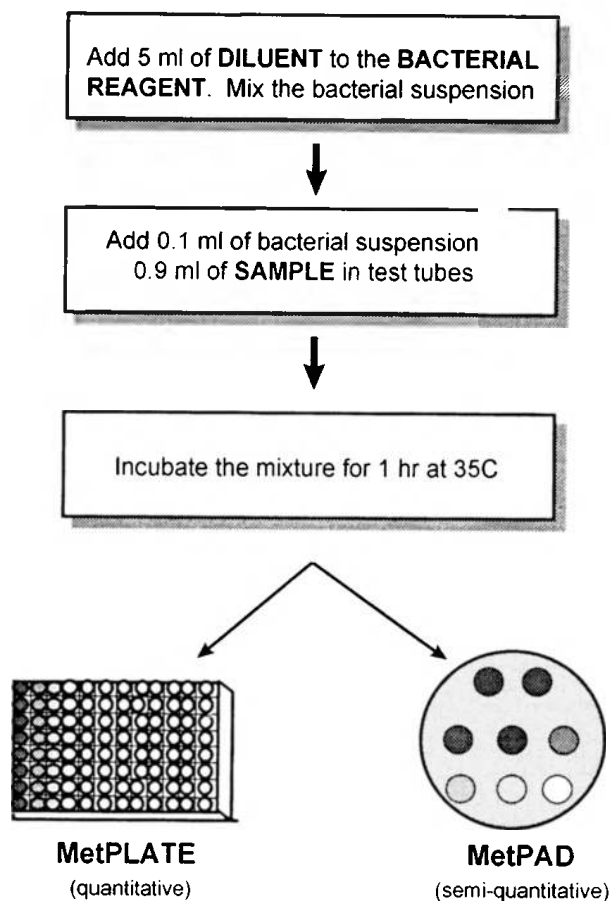 Add 5 ml of DILUENT to the BACTERIAL
REAGENT. Mix the bacterial suspension
Add 0.1 ml of bacterial suspension
0.9 ml of SAMPLE in test tubes
Incubate the mixture for 1 hr at 35C
MetPLATE
(quantitative)
MetPAD
(semi-quantitative)